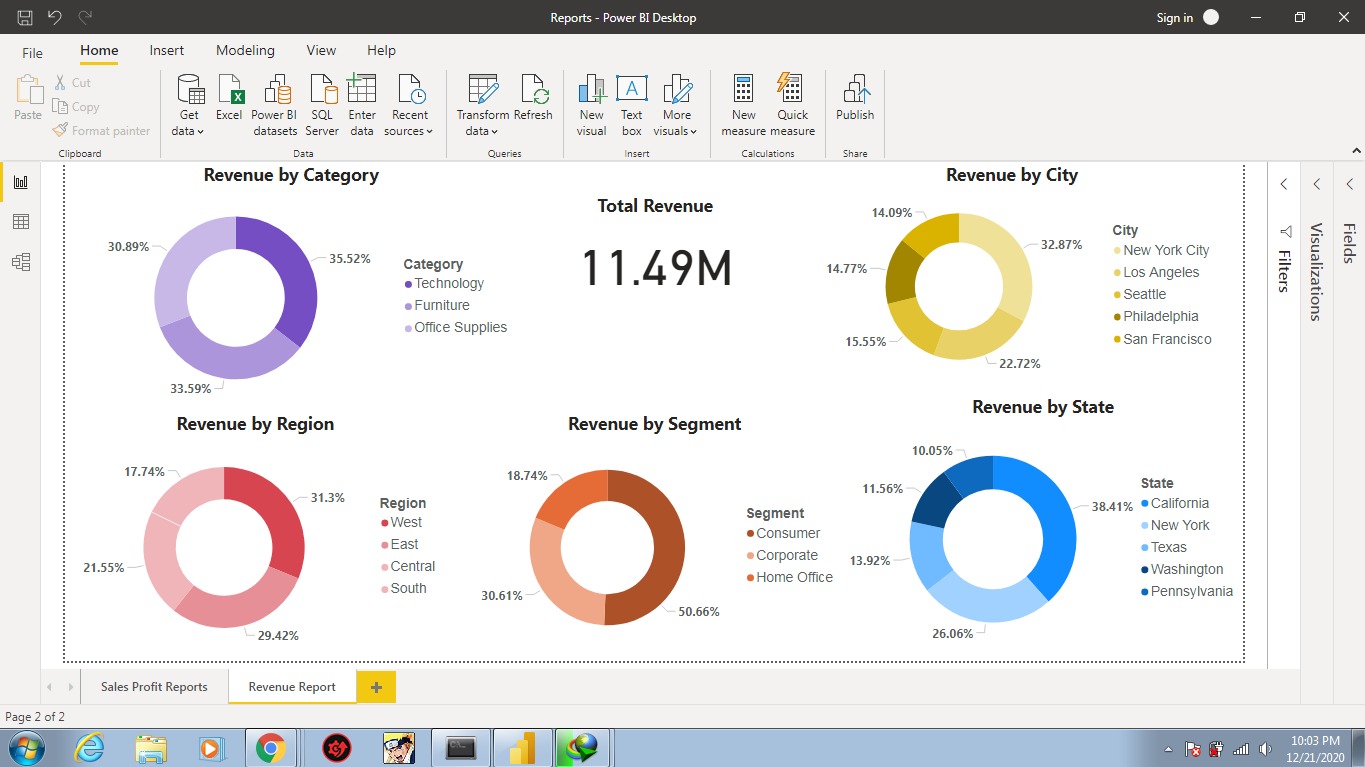 Reports - Power BI Desktop
Sign in
File
Home
Insert
Modeling
View
Help
Paste
Cut
Copy
Format painter
Clipboard
Get data
Excel
Power BI datasets
SQL Server
Enter data
Recent sources
Data
Transform data
Refresh
Queries
New visual
Text box
More visuals
Insert
New measure
Quick measure
Calculations
Publish
Share
Revenue by Category
30.89%
35.52%
33.59%
Category
Technology
Furniture
Office Supplies
Total Revenue
11.49M
Revenue by City
14.09%
32.87%
14.77%
15.55%
22.72%
City
New York City
Los Angeles
Seattle
Philadelphia
San Francisco
Revenue by Region
17.74%
31.3%
21.55%
29.42%
Region
West
East
Central
South
Revenue by Segment
18.74%
30.61%
50.66%
Segment
Consumer
Corporate
Home Office
Revenue by State
10.05%
11.56%
38.41%
13.92%
26.06%
State
California
New York
Texas
Washington
Pennsylvania
Filters
Visualizations
Fields
Sales Profit Reports
Revenue Report
Page 2 of 2
10:03 PM
12/21/2020